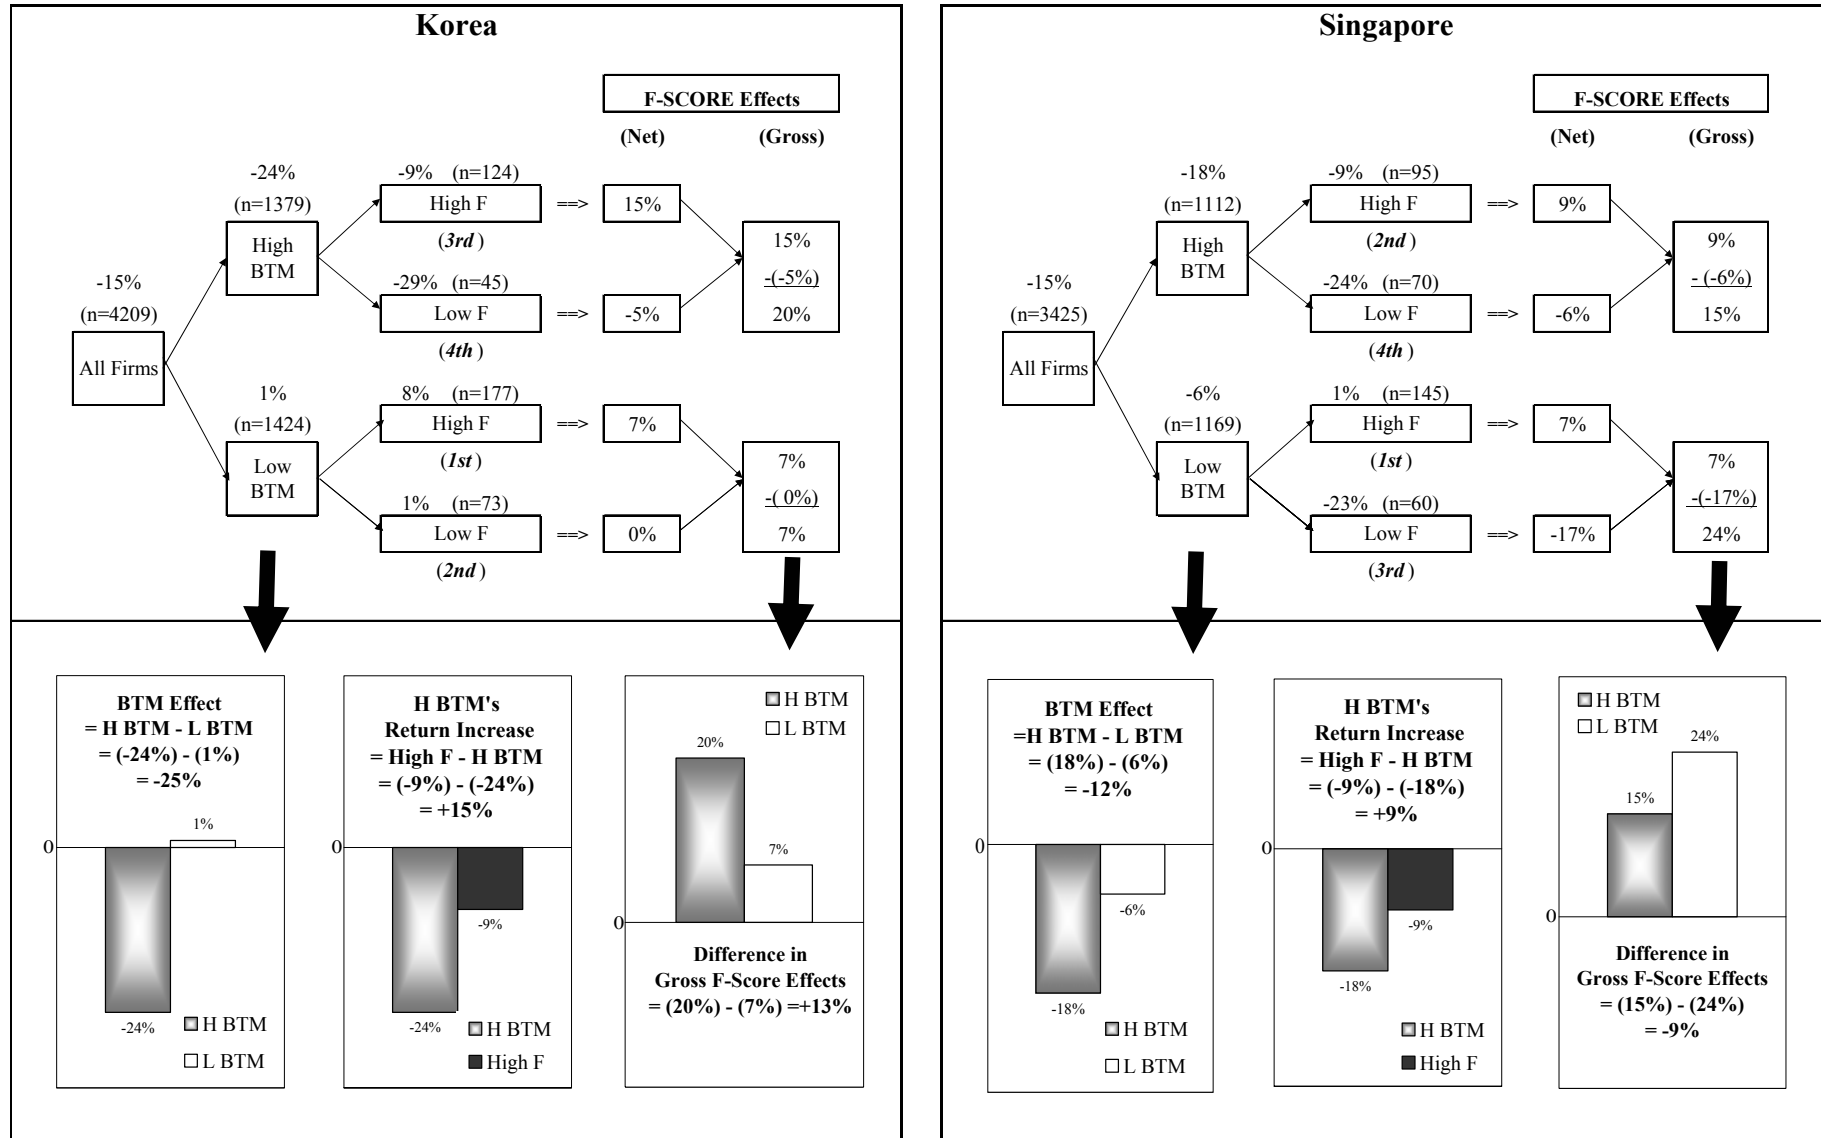 Korea
F-SCORE Effects
(Net) (Gross)
-24%
(n=1379)
-9% (n=124)
High F
==>
15%
(3rd )
High
BTM
15%
-(-5%)
20%
-15%
(n=4209)
-29% (n=45)
Low F
==>
-5%
(4th )
All Firms
1%
(n=1424)
8% (n=177)
High F
==>
7%
(1st )
Low
BTM
7%
-( 0%)
7%
1% (n=73)
Low F
==>
0%
(2nd )
BTM Effect
= H BTM - L BTM
= (-24%) - (1%)
= -25%
1%
0
-24%
H BTM
L BTM
H BTM's
Return Increase
= High F - H BTM
= (-9%) - (-24%)
= +15%
0
-9%
-24%
H BTM
High F
H BTM
L BTM
20%
7%
0
Difference in
Gross F-Score Effects
= (20%) - (7%) =+13%
Singapore
F-SCORE Effects
(Net) (Gross)
-18%
(n=1112)
-9% (n=95)
High F
==>
9%
(2nd )
High
BTM
9%
- (-6%)
15%
-15%
(n=3425)
-24% (n=70)
Low F
==>
-6%
(4th )
All Firms
-6%
(n=1169)
1% (n=145)
High F
==>
7%
(1st )
Low
BTM
7%
-(-17%)
24%
-23% (n=60)
Low F
==>
-17%
(3rd )
BTM Effect
=H BTM - L BTM
= (18%) - (6%)
= -12%
0
-6%
-18%
H BTM
L BTM
H BTM's
Return Increase
= High F - H BTM
= (-9%) - (-18%)
= +9%
0
-9%
-18%
H BTM
High F
H BTM
L BTM
24%
15%
0
Difference in
Gross F-Score Effects
= (15%) - (24%)
= -9%